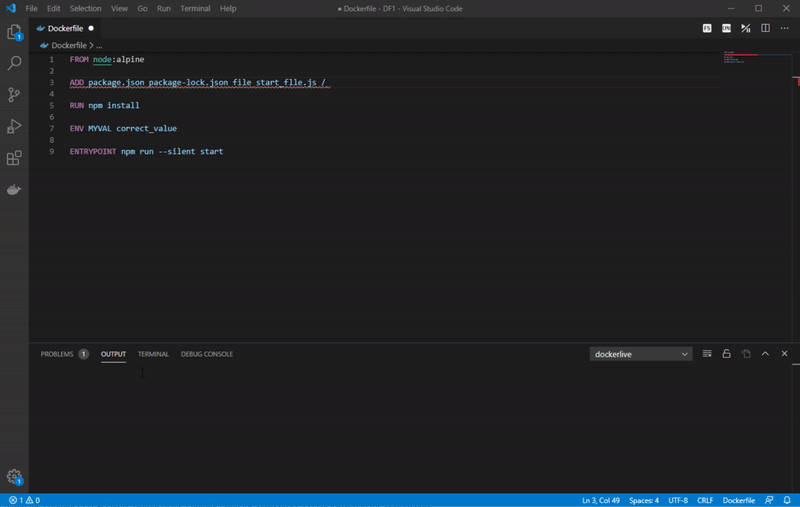 File Edit Selection View Go Run Terminal Help ● Dockerfile - DF1 - Visual Studio Code
Dockerfile ●
Dockerfile > ...
1 FROM node:alpine
2
3 ADD package.json package-lock.json file start_flle.js /
4
5 RUN npm install
6
7 ENV MYVAL correct_value
8
9 ENTRYPOINT npm run --silent start
PROBLEMS 1 OUTPUT TERMINAL DEBUG CONSOLE dockerlive
1 0 Ln 3, Col 49 Spaces: 4 UTF-8 CRLF Dockerfile